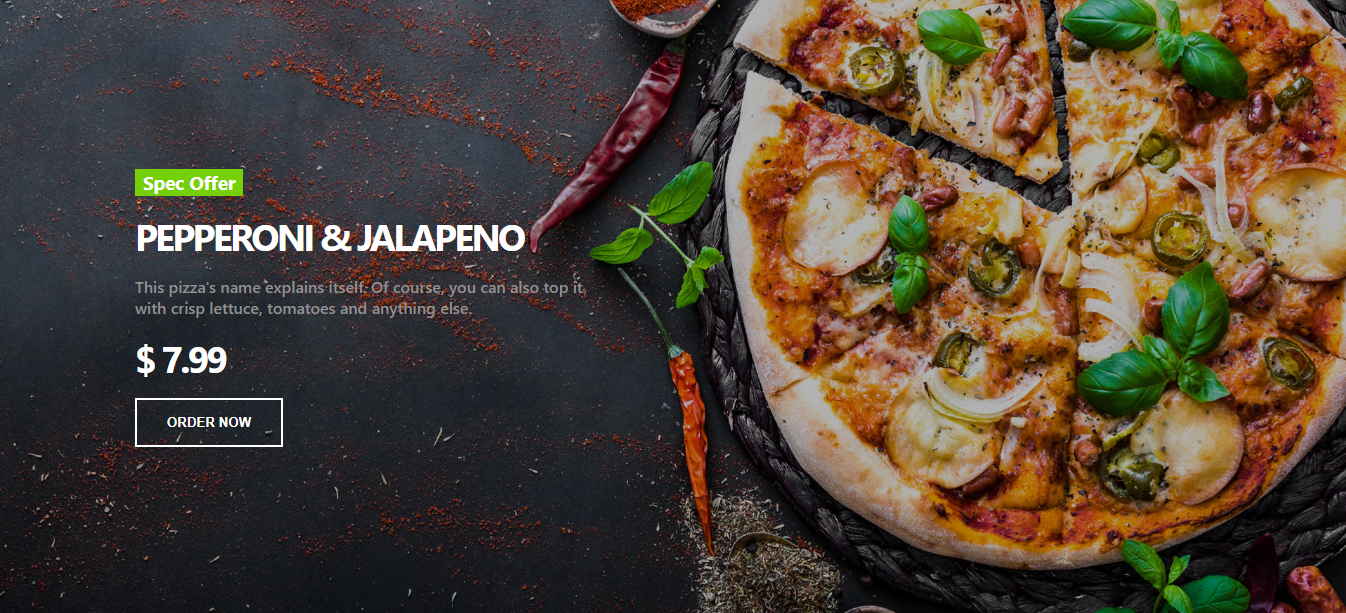 Spec Offer
PEPPERONI & JALAPENO
This pizza's name explains itself. Of course, you can also top it,
with crisp lettuce, tomatoes and anything else.
$ 7.99
ORDER NOW